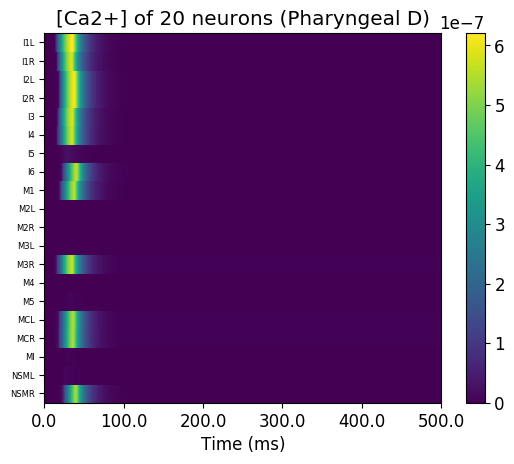 [Ca2+] of 20 neurons (Pharyngeal D)
1e−7
I1L
I1R
I2L
I2R
I3
I4
I5
I6
M1
M2L
M2R
M3L
M3R
M4
M5
MCL
MCR
MI
NSML
NSMR
0.0 100.0 200.0 300.0 400.0 500.0
Time (ms)
6
5
4
3
2
1
0